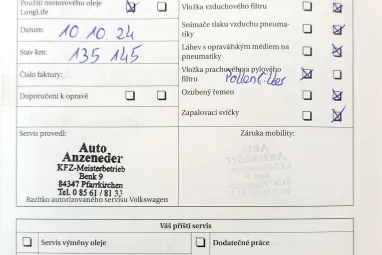 Použití motorového oleje
LongLife
Datum: 10.10.24
Stav km: 135 145
Číslo faktury:
Doporučení k opravě
Vložka vzduchového filtru
Snímače tlaku vzduchu pneuma-
tiky
Láhev s opravářským médiem na
pneumatiky
Vložka prachového a pylového
filtru Pollenfilter
Ozubený řemen
Zapalovací svíčky
Servis provedl:
Auto
Anzeneder
KFZ-Meisterbetrieb
Benk 9
84347 Pfarrkirchen
Tel. 0 85 61 / 81 33
Razítko autorizovaného servisu Volkswagen
Záruka mobility:
Váš příští servis
Servis výměny oleje
Dodatečné práce